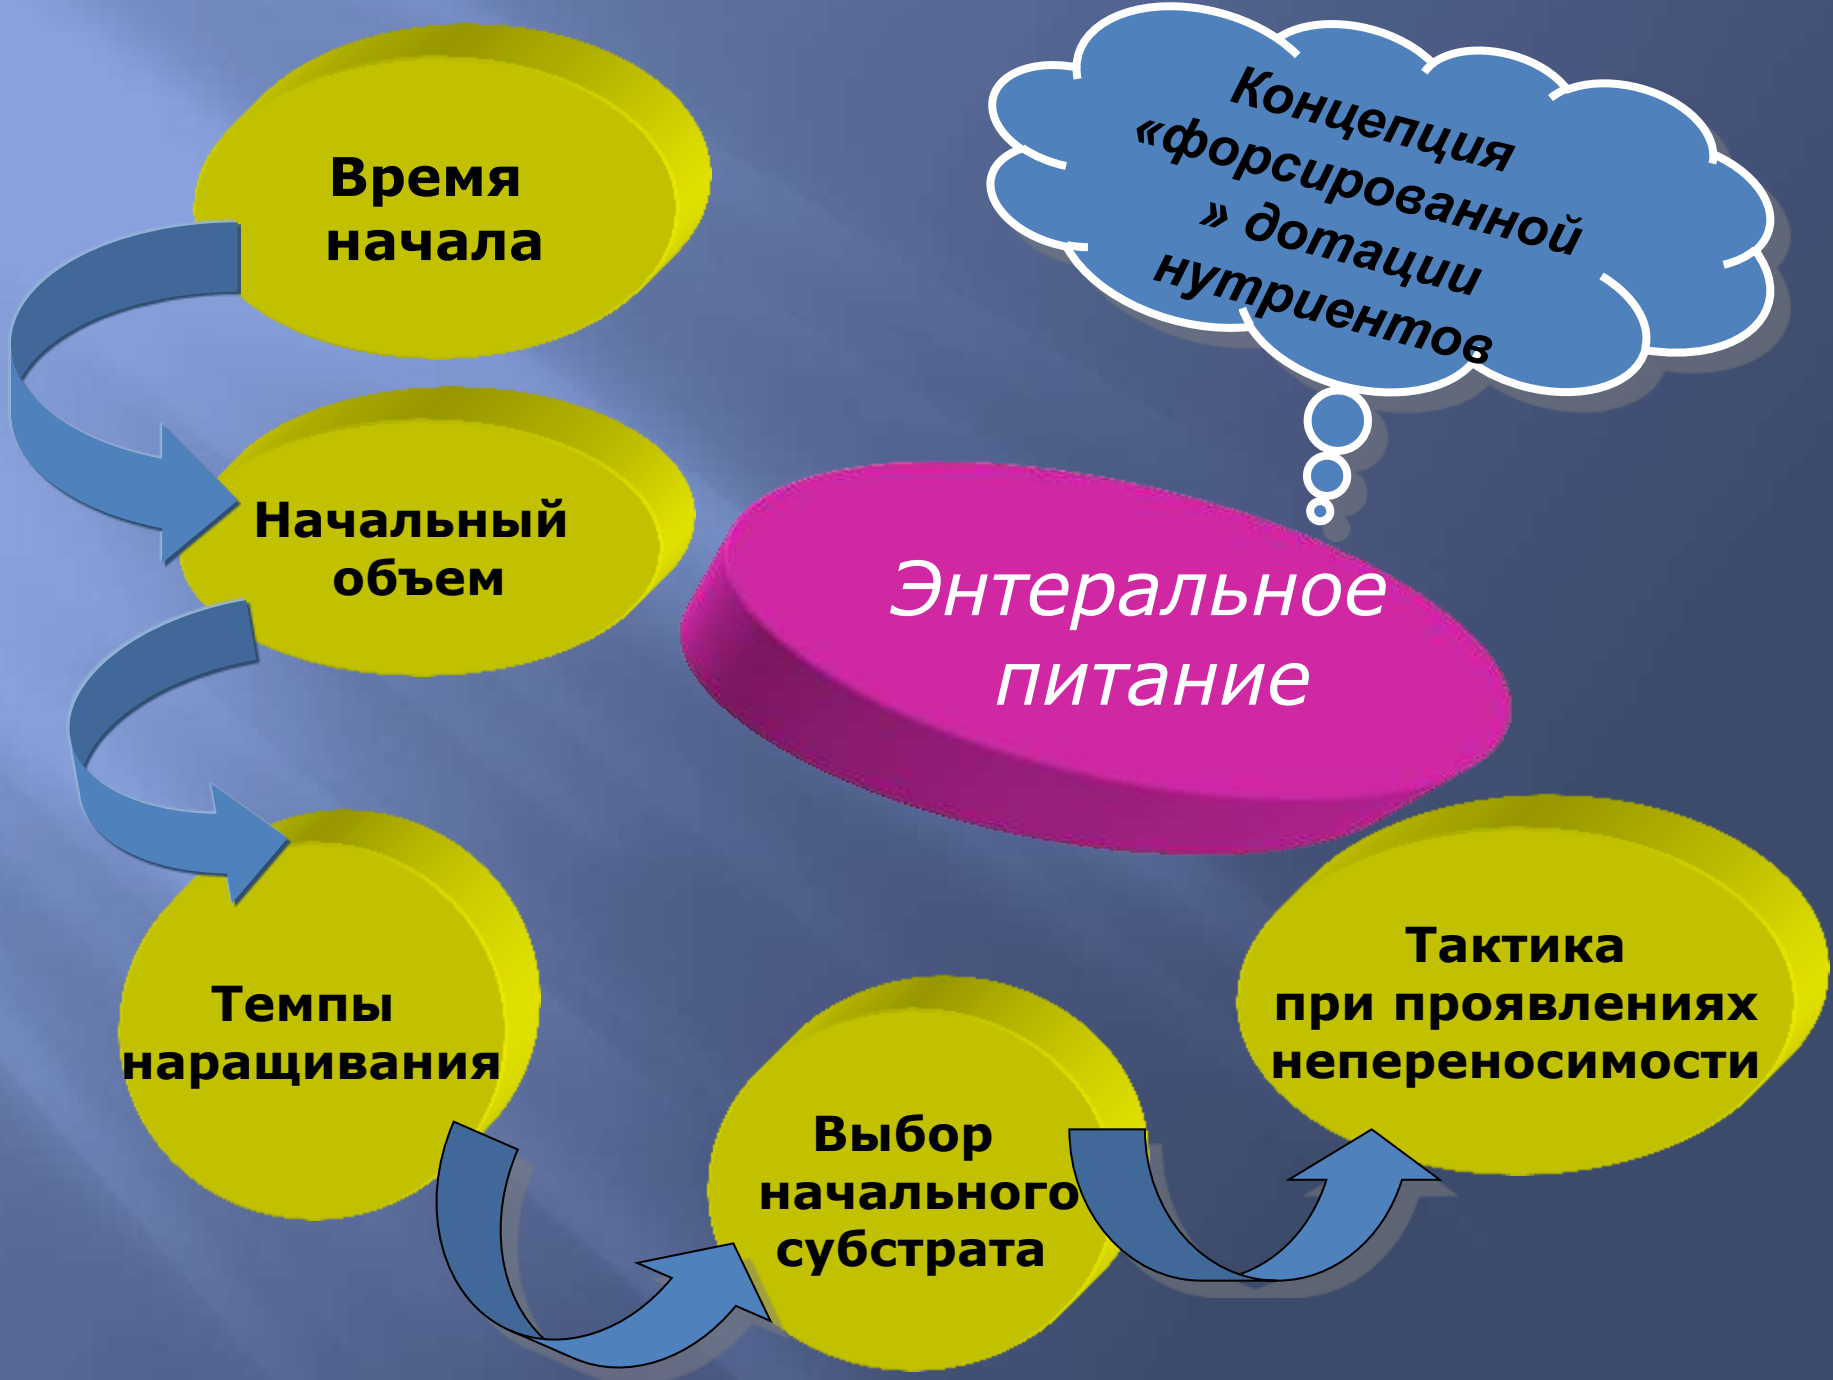 Время
начала
Концепция
«форсированной
» дотации
нутриентов
Начальный
объем
Энтеральное
питание
Темпы
наращивания
Выбор
начального
субстрата
Тактика
при проявлениях
непереносимости